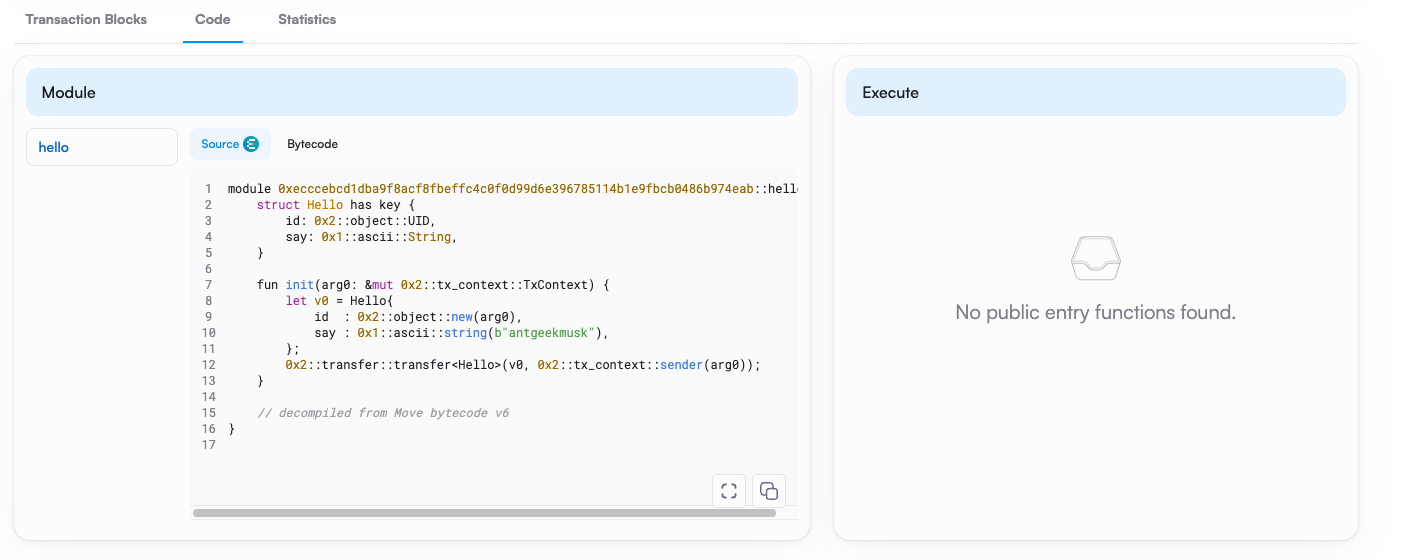 Transaction Blocks Code Statistics
Module
hello
Source Bytecode
1 module 0xecccebcd1dba9f8acf8fbeffc4c0f0d99d6e396785114b1e9fbcb0486b974eab::hello
2     struct Hello has key {
3         id: 0x2::object::UID,
4         say: 0x1::ascii::String,
5     }
6
7     fun init(arg0: &mut 0x2::tx_context::TxContext) {
8         let v0 = Hello{
9             id  : 0x2::object::new(arg0),
10             say : 0x1::ascii::string(b"antgeekmusk"),
11         };
12         0x2::transfer::transfer<Hello>(v0, 0x2::tx_context::sender(arg0));
13     }
14
15     // decompiled from Move bytecode v6
16 }
17
Execute
No public entry functions found.